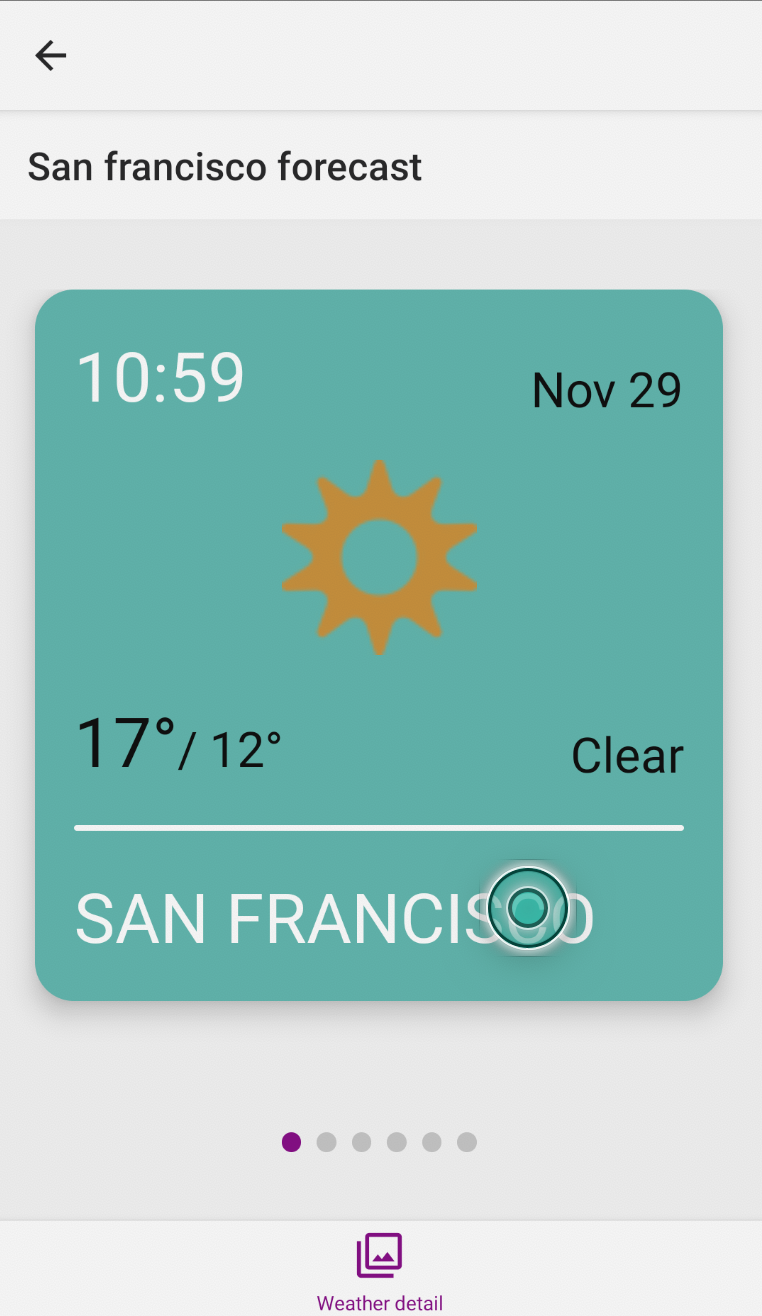 San francisco forecast
10:59
Nov 29
17°/ 12°
Clear
SAN FRANCISCO
Weather detail